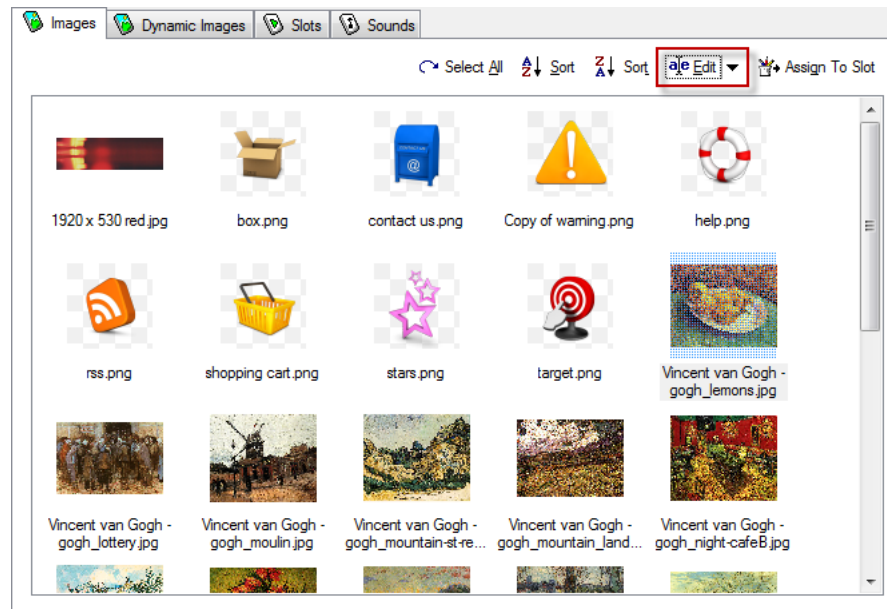 Images Dynamic Images Slots Sounds
Select All A Z Sort Z A Sort a|e Edit Assign To Slot
CONTACT US
@
1920 x 530 red.jpg box.png contact us.png Copy of warning.png help.png
rss.png shopping cart.png stars.png target.png Vincent van Gogh -
gogh_lemons.jpg
Vincent van Gogh - Vincent van Gogh - Vincent van Gogh - Vincent van Gogh - Vincent van Gogh -
gogh_lottery.jpg gogh_moulin.jpg gogh_mountain-st-re... gogh_mountain_land... gogh_night-cafeB.jpg